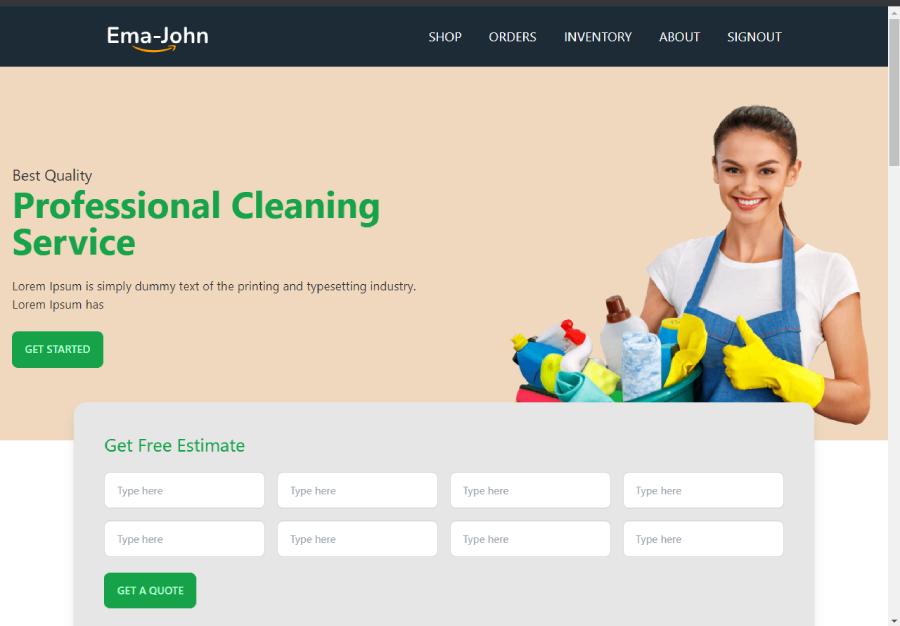 Ema-John
SHOP ORDERS INVENTORY ABOUT SIGNOUT
Best Quality
Professional Cleaning
Service
Lorem Ipsum is simply dummy text of the printing and typesetting industry.
Lorem Ipsum has
GET STARTED
Get Free Estimate
Type here Type here Type here Type here
Type here Type here Type here Type here
GET A QUOTE